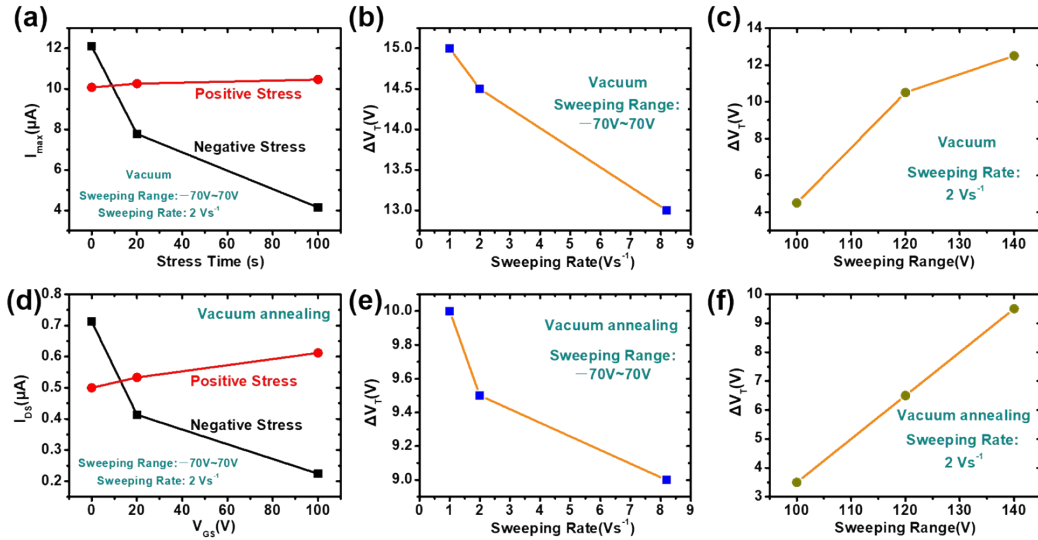 (a)
12
10
8
6
4
I_max(μA)
Positive Stress
Negative Stress
Vacuum
Sweeping Range:－70V~70V
Sweeping Rate: 2 Vs⁻¹
0 20 40 60 80 100
Stress Time (s)
(b)
15.0
14.5
14.0
13.5
13.0
ΔV_T(V)
Vacuum
Sweeping Range:
－70V~70V
0 1 2 3 4 5 6 7 8 9
Sweeping Rate(Vs⁻¹)
(c)
14
12
10
8
6
4
ΔV_T(V)
Vacuum
Sweeping Rate:
2 Vs⁻¹
100 110 120 130 140
Sweeping Range(V)
(d)
0.8
0.7
0.6
0.5
0.4
0.3
0.2
I_DS(μA)
Vacuum annealing
Positive Stress
Negative Stress
Sweeping Range:－70V~70V
Sweeping Rate: 2 Vs⁻¹
0 20 40 60 80 100
V_GS(V)
(e)
10.0
9.8
9.6
9.4
9.2
9.0
ΔV_T(V)
Vacuum annealing
Sweeping Range:
－70V~70V
0 1 2 3 4 5 6 7 8 9
Sweeping Rate(Vs⁻¹)
(f)
10
9
8
7
6
5
4
3
ΔV_T(V)
Vacuum annealing
Sweeping Rate:
2 Vs⁻¹
100 110 120 130 140
Sweeping Range(V)